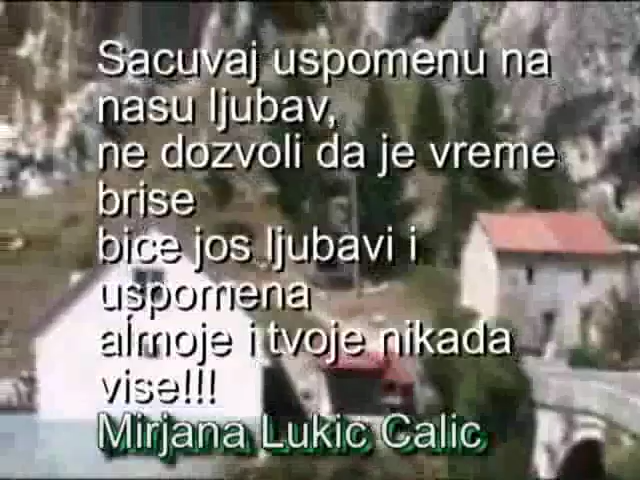 Sacuvaj uspomenu na
nasu ljubav,
ne dozvoli da je vreme
brise
bice jos ljubavi i
uspomena
al moje i tvoje nikada
vise!!!
Mirjana Lukic Calic